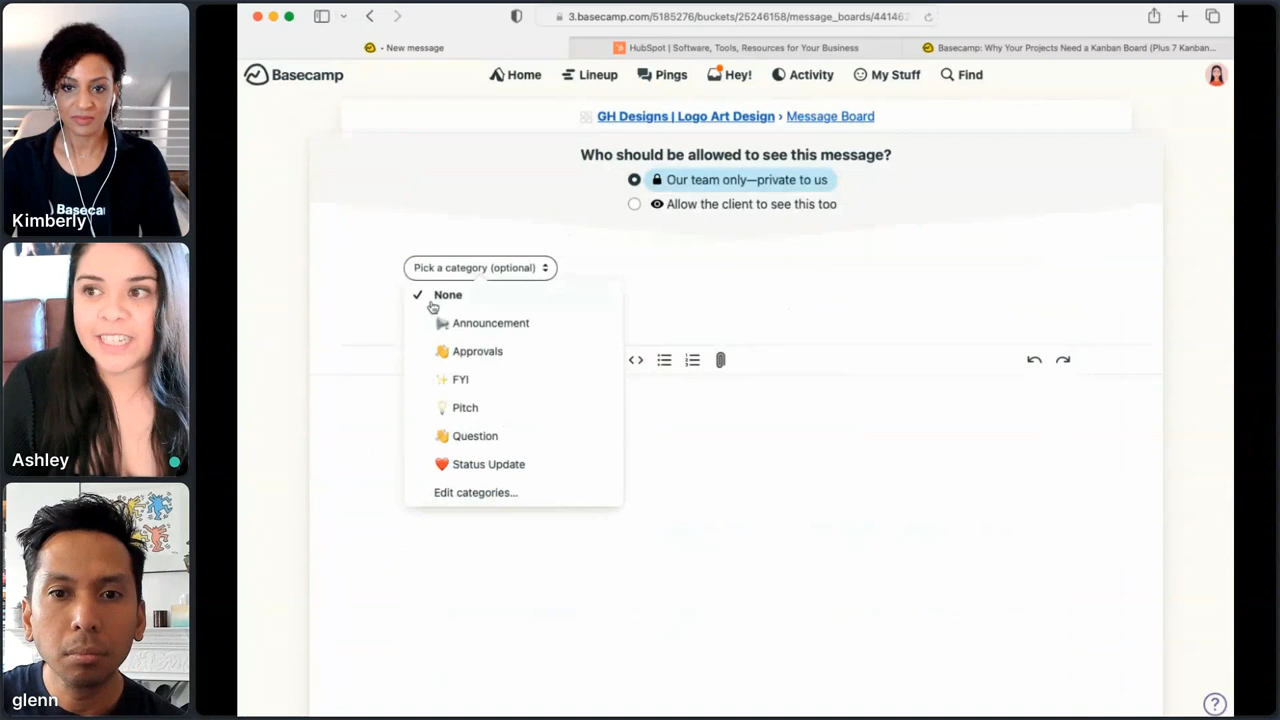 Kimberly
Baseca
Ashley
glenn
3.basecamp.com/5185276/buckets/25246158/message_boards/441462
- New message
HubSpot | Software, Tools, Resources for Your Business
Basecamp: Why Your Projects Need a Kanban Board (Plus 7 Kanban...
Basecamp
Home
Lineup
Pings
Hey!
Activity
My Stuff
Find
GH Designs | Logo Art Design › Message Board
Who should be allowed to see this message?
Our team only—private to us
Allow the client to see this too
Pick a category (optional)
None
Announcement
Approvals
FYI
Pitch
Question
Status Update
Edit categories...
?